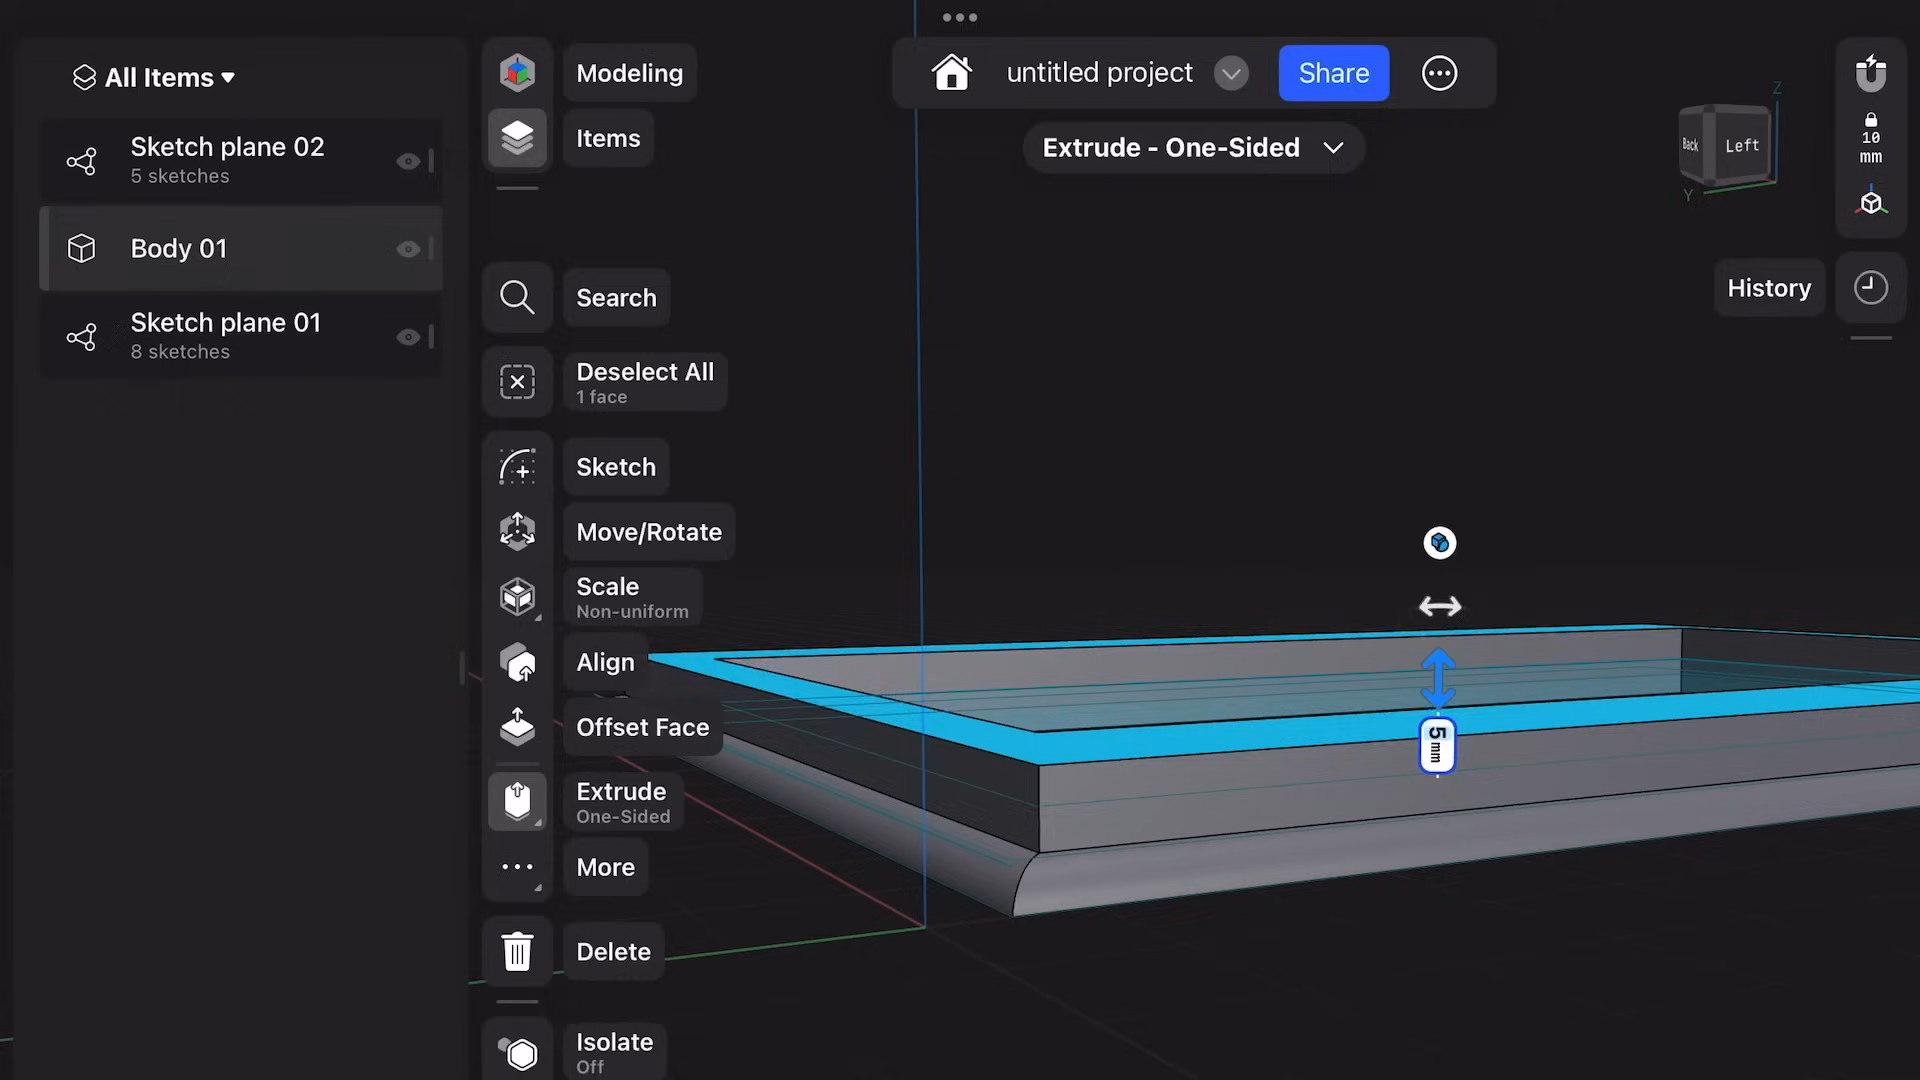 All Items
Sketch plane 02
5 sketches
Body 01
Sketch plane 01
8 sketches
Modeling
Items
Search
Deselect All
1 face
Sketch
Move/Rotate
Scale
Non-uniform
Align
Offset Face
Extrude
One-Sided
More
Delete
Isolate
Off
untitled project
Share
Extrude - One-Sided
5 mm
Z
Back
Left
Y
10
mm
History